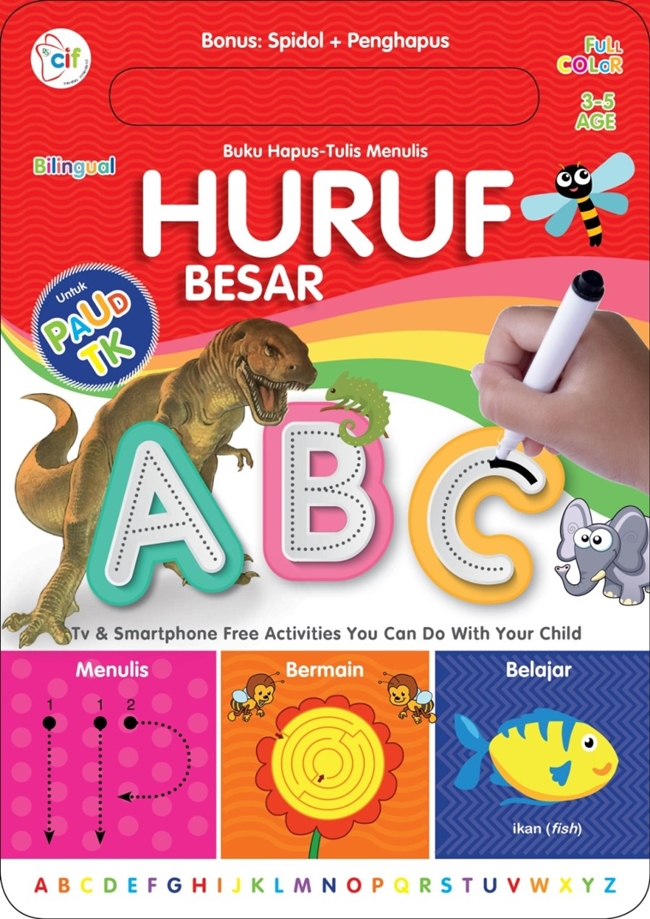 Bonus: Spidol + Penghapus
cif
FULL
COLOR
3-5
AGE
Buku Hapus-Tulis Menulis
Bilingual
HURUF
BESAR
Untuk
PAUD
TK
A B C
Tv & Smartphone Free Activities You Can Do With Your Child
Menulis
Bermain
Belajar
1 1 2
ikan (fish)
A B C D E F G H I J K L M N O P Q R S T U V W X Y Z